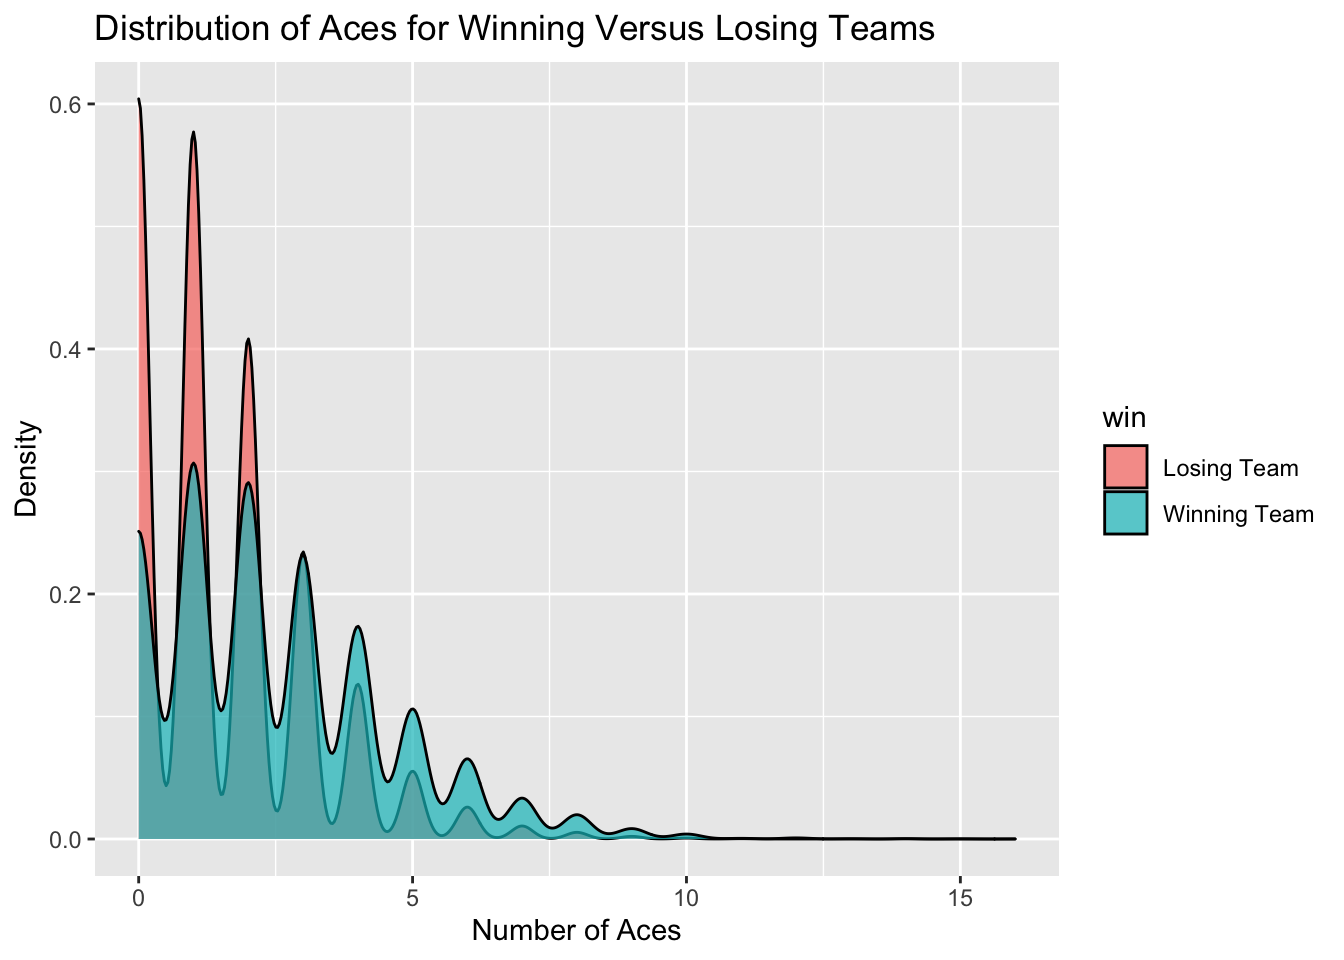 Distribution of Aces for Winning Versus Losing Teams
0.6
0.4
0.2
0.0
Density
0
5
10
15
Number of Aces
win
Losing Team
Winning Team